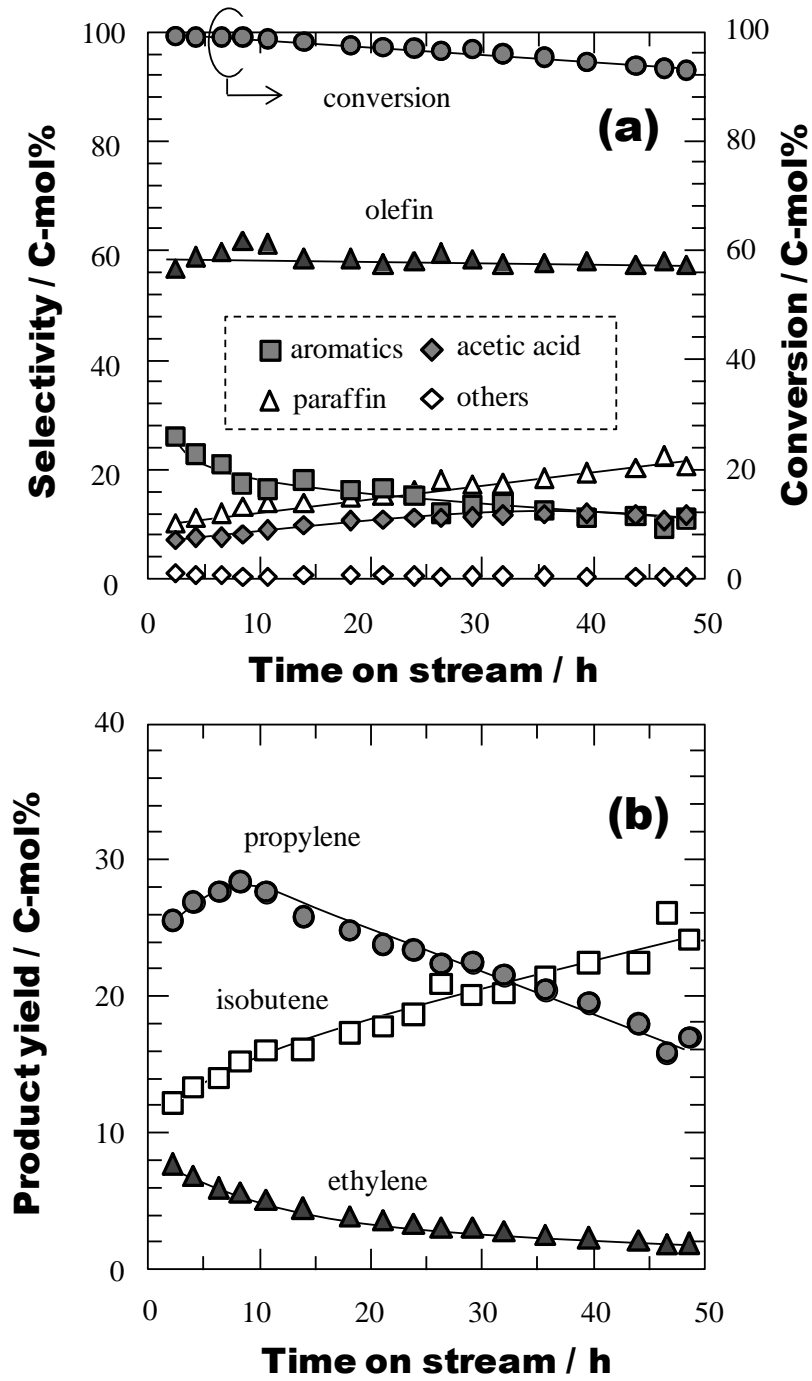 100 100
conversion
(a)
80 80
olefin
60 60
aromatics acetic acid
40 40
paraffin others
20 20
0 0
0 10 20 30 40 50
Selectivity / C-mol%
Conversion / C-mol%
Time on stream / h
40
(b)
propylene
30
isobutene
20
10
ethylene
0
0 10 20 30 40 50
Product yield / C-mol%
Time on stream / h